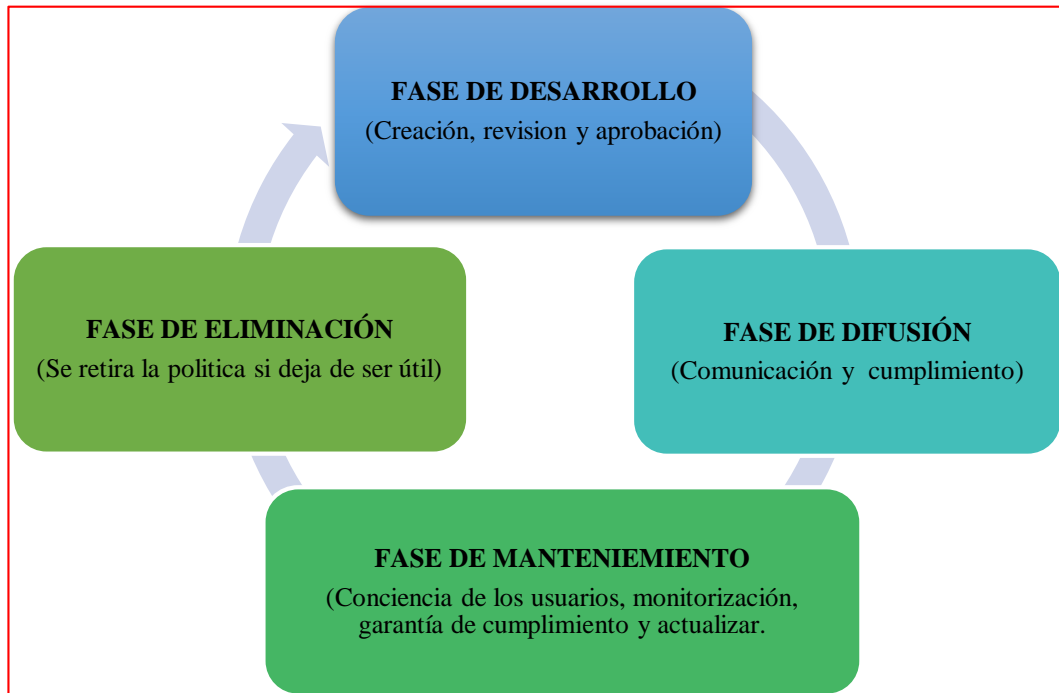 FASE DE DESARROLLO
(Creación, revision y aprobación)
FASE DE DIFUSIÓN
(Comunicación y cumplimiento)
FASE DE MANTENIEMIENTO
(Conciencia de los usuarios, monitorización,
garantía de cumplimiento y actualizar.
FASE DE ELIMINACIÓN
(Se retira la politica si deja de ser útil)